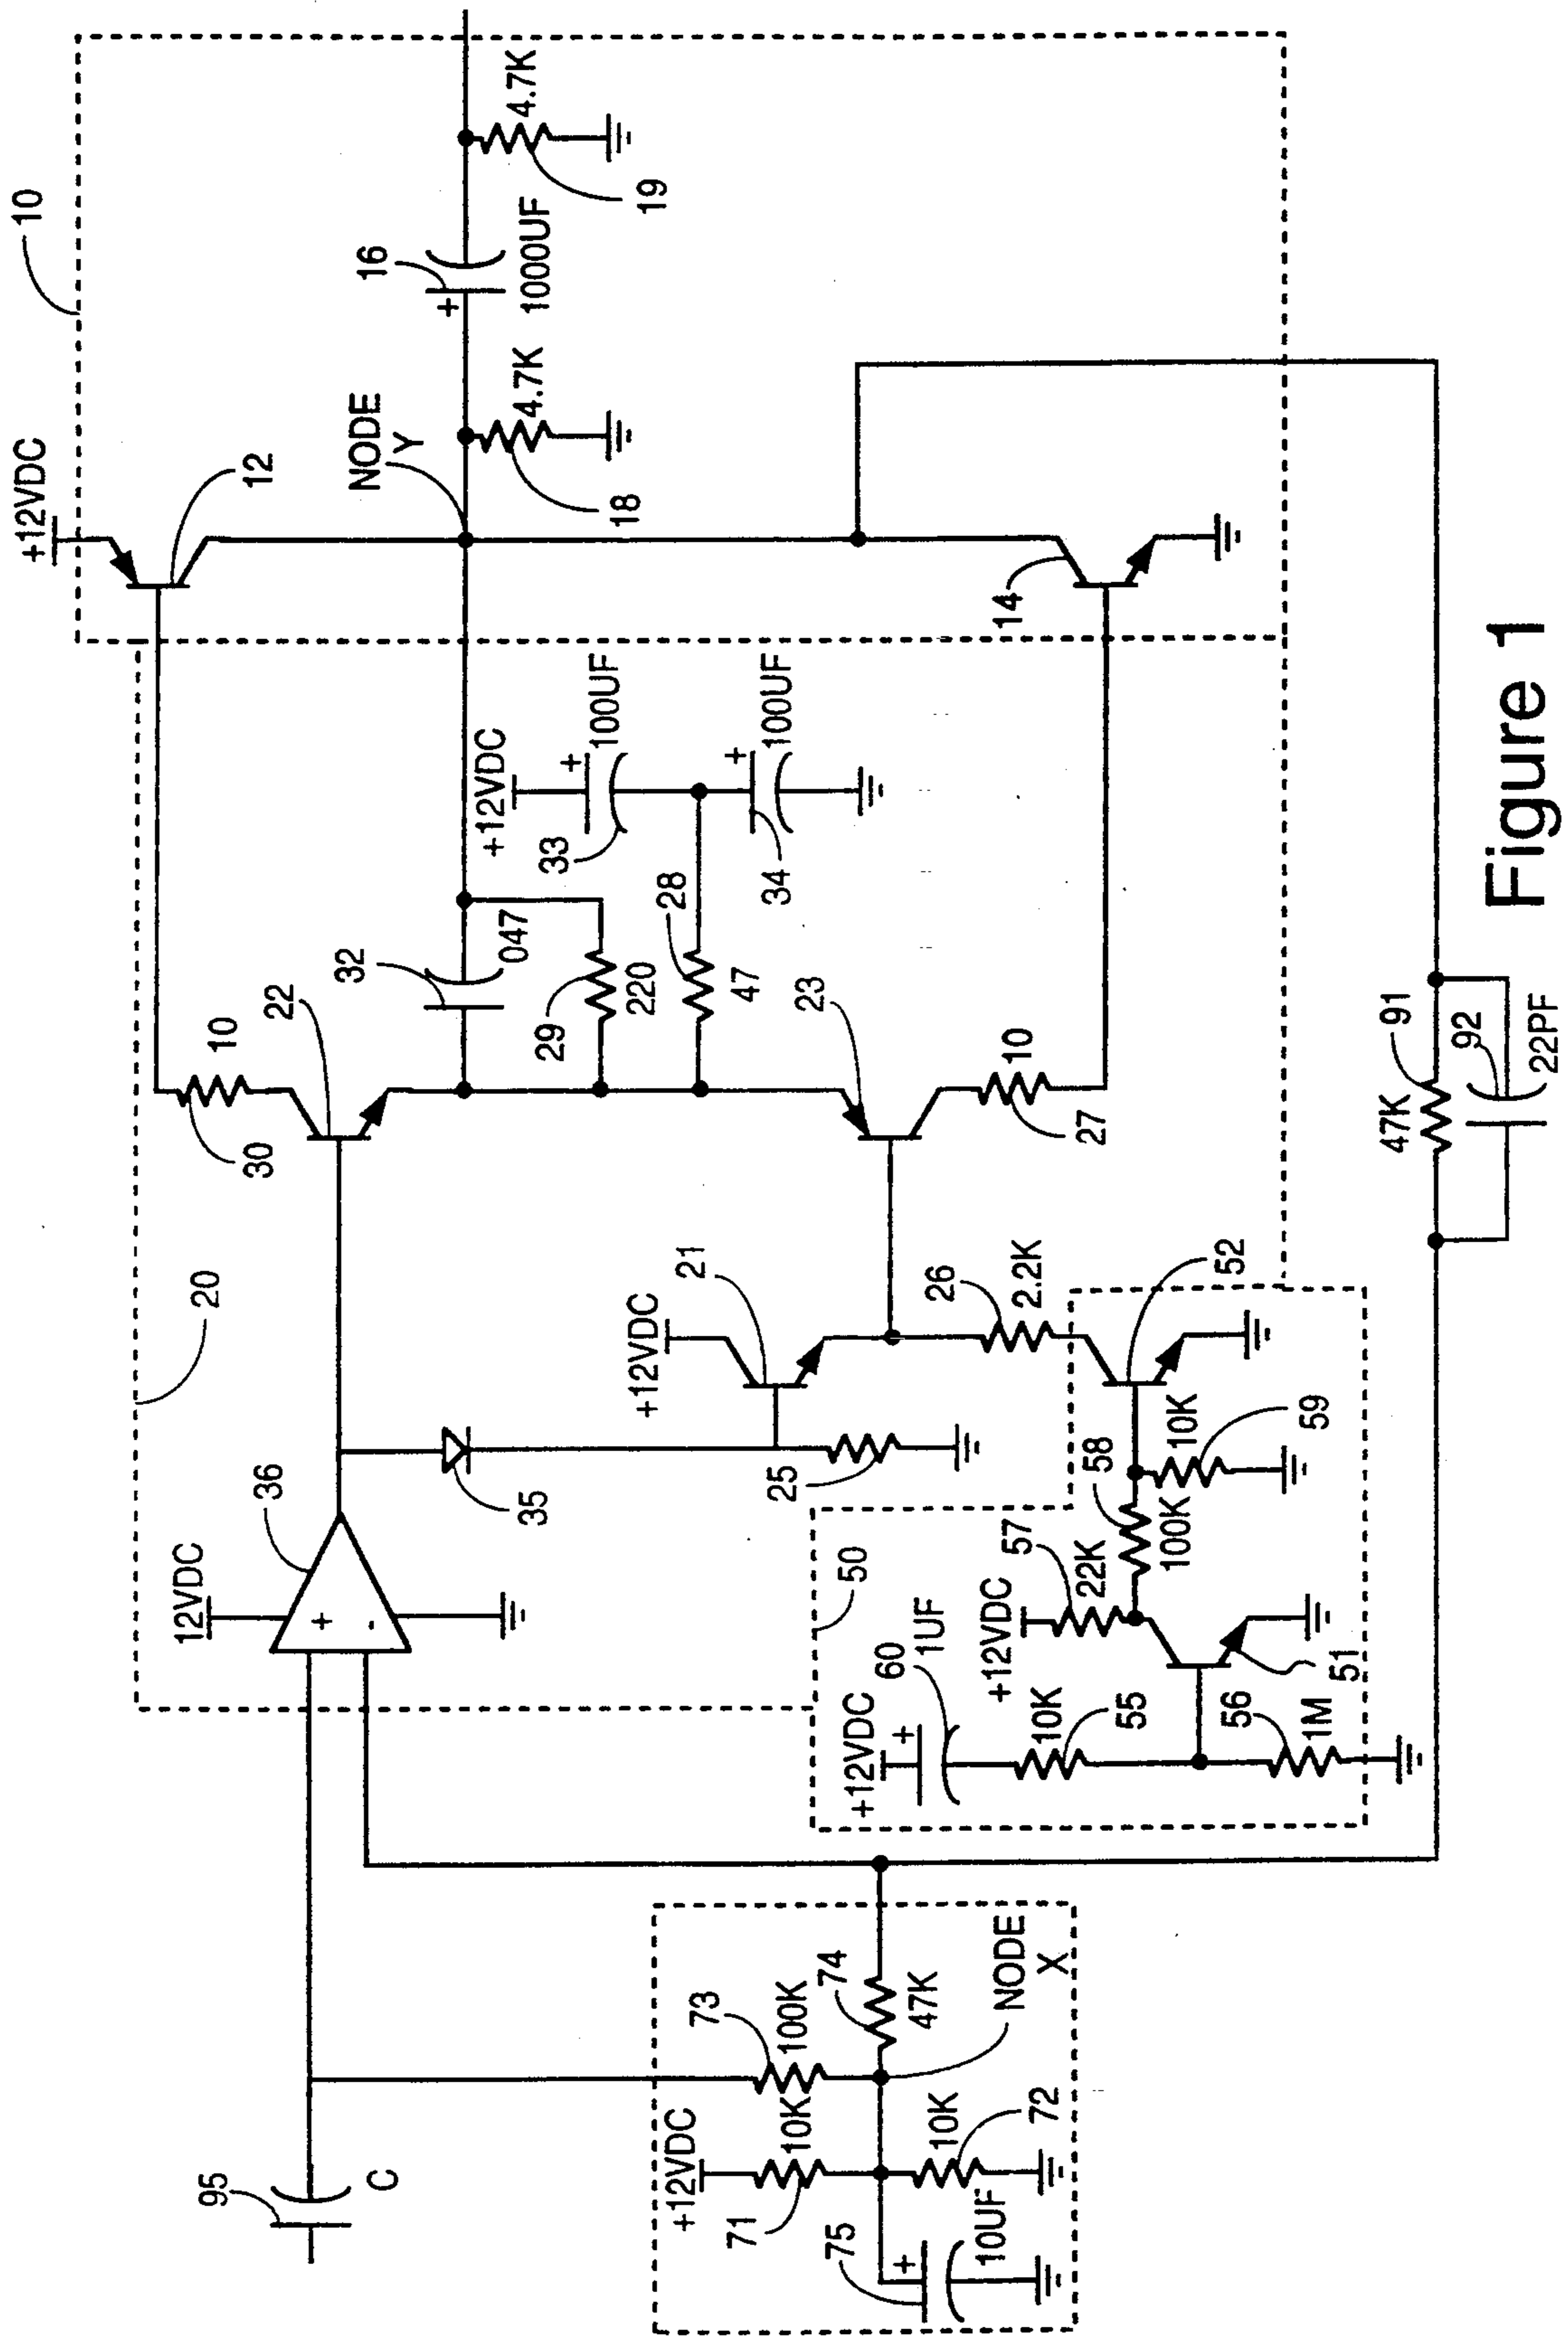 10
+12VDC
12
NODE
Y
4.7K
18
16
+
1000UF
4.7K
19
14
20
30
10
22
32
047
29
220
28
47
+12VDC
+
100UF
33
+
100UF
34
23
10
27
12VDC
36
+
-
35
+12VDC
21
25
26
2.2K
52
50
+12VDC
57
22K
58
100K
10K
59
+12VDC
60
+
1UF
10K
55
56
1M
51
47K
91
92
22PF
95
C
73
100K
74
47K
NODE
X
+12VDC
10K
71
10K
72
75
+
10UF
Figure 1